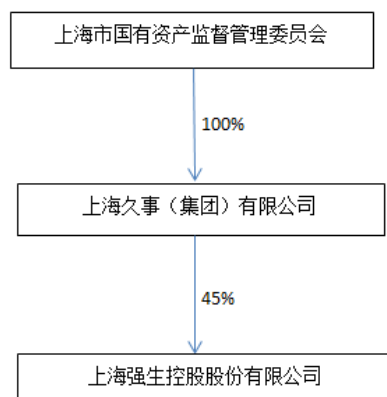 上海市国有资产监督管理委员会
100%
上海久事（集团）有限公司
45%
上海强生控股股份有限公司